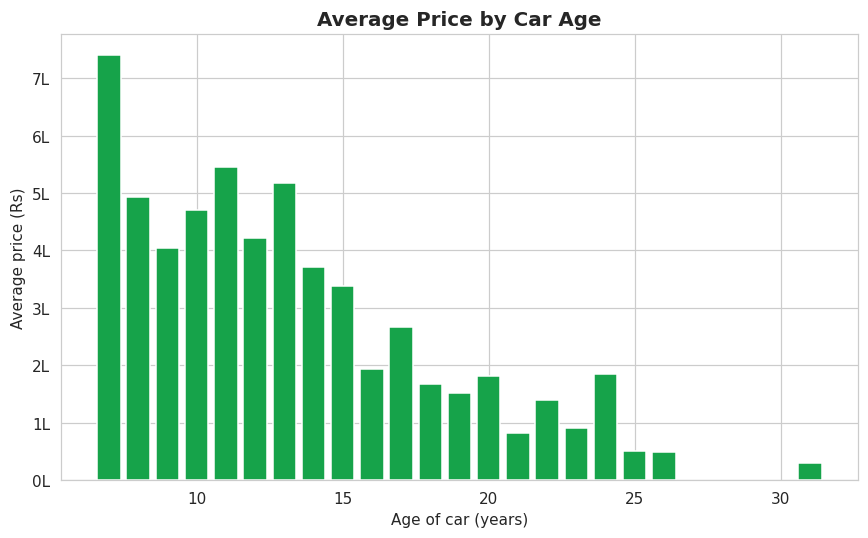 Average Price by Car Age
Average price (Rs)
7L
6L
5L
4L
3L
2L
1L
0L
10 15 20 25 30
Age of car (years)